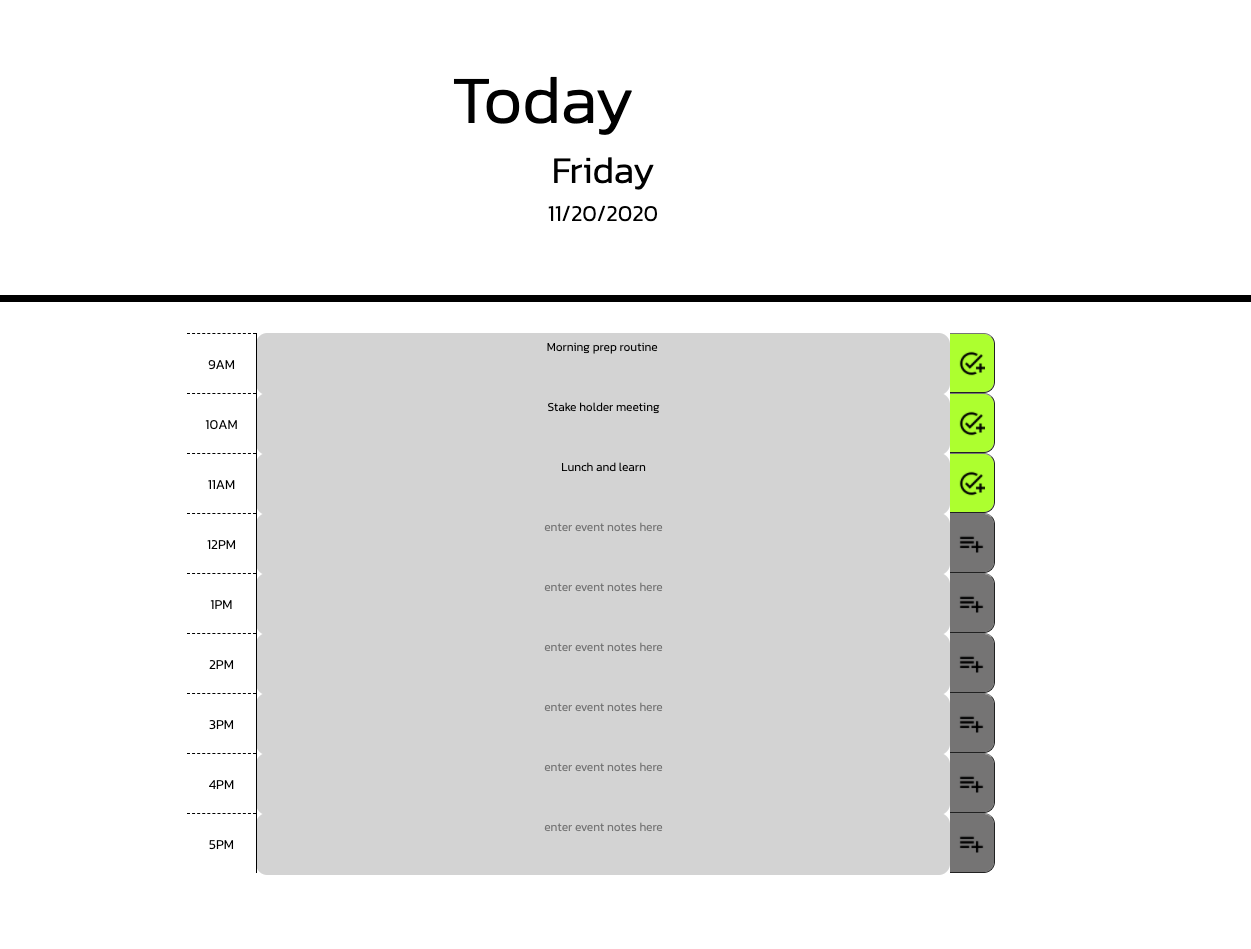 Today
Friday
11/20/2020
9AM Morning prep routine
10AM Stake holder meeting
11AM Lunch and learn
12PM enter event notes here
1PM enter event notes here
2PM enter event notes here
3PM enter event notes here
4PM enter event notes here
5PM enter event notes here